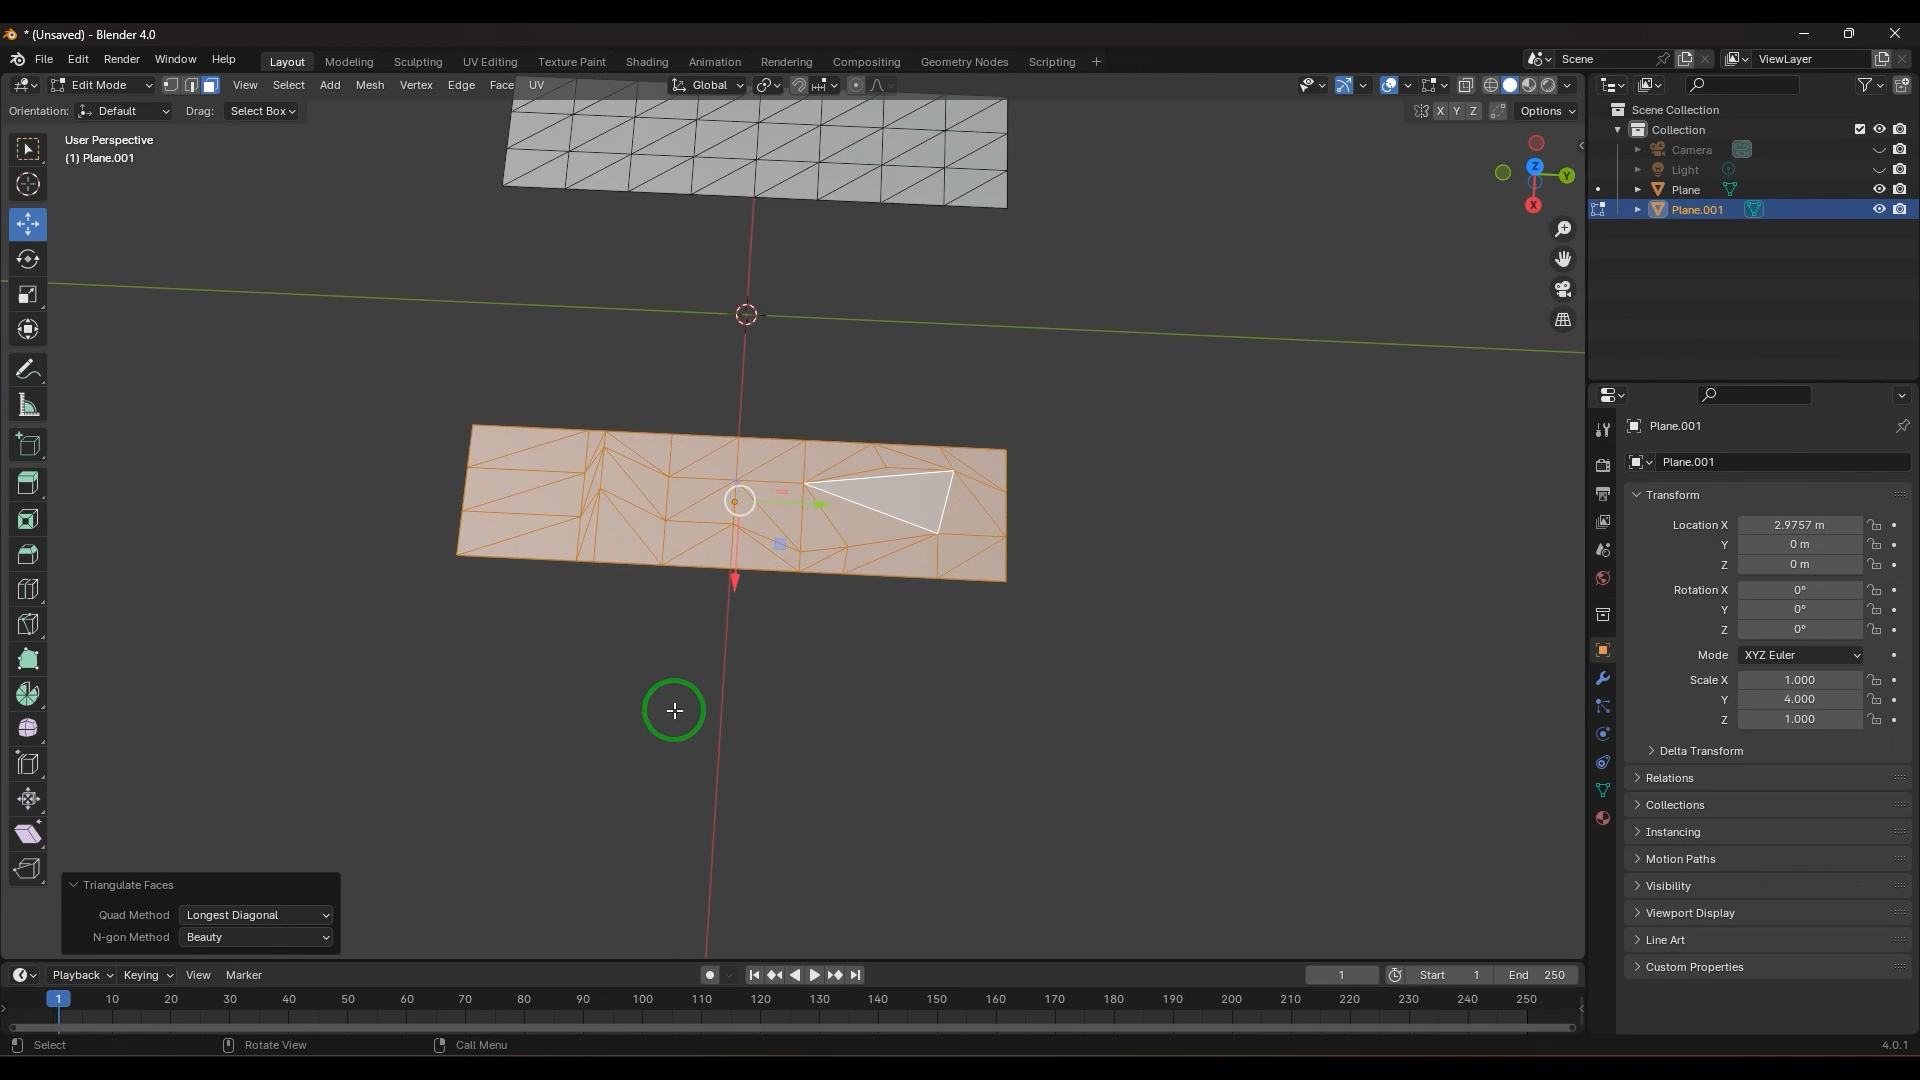 * (Unsaved) - Blender 4.0
File Edit Render Window Help Layout Modeling Sculpting UV Editing Texture Paint Shading Animation Rendering Compositing Geometry Nodes Scripting + Scene ViewLayer
Edit Mode View Select Add Mesh Vertex Edge Face UV Global
Orientation: Default Drag: Select Box X Y Z Options
User Perspective
(1) Plane.001
Z
Y
X
Scene Collection
Collection
Camera
Light
Plane
Plane.001
Plane.001
Plane.001
Transform
Location X 2.9757 m
Y 0 m
Z 0 m
Rotation X 0°
Y 0°
Z 0°
Mode XYZ Euler
Scale X 1.000
Y 4.000
Z 1.000
Delta Transform
Relations
Collections
Instancing
Motion Paths
Visibility
Viewport Display
Line Art
Custom Properties
Triangulate Faces
Quad Method Longest Diagonal
N-gon Method Beauty
Playback Keying View Marker 1 Start 1 End 250
1 10 20 30 40 50 60 70 80 90 100 110 120 130 140 150 160 170 180 190 200 210 220 230 240 250
Select Rotate View Call Menu 4.0.1